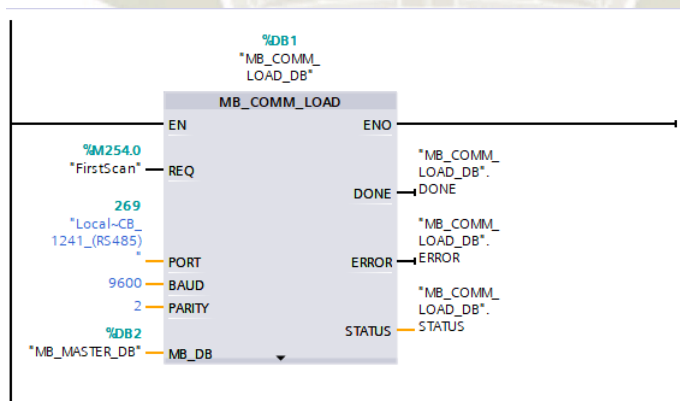 %DB1
"MB_COMM_
LOAD_DB"
MB_COMM_LOAD
EN
ENO
%M254.0
"FirstScan"
REQ
"MB_COMM_
LOAD_DB".
DONE
DONE
269
"Local~CB_
1241_(RS485)
"
PORT
"MB_COMM_
LOAD_DB".
ERROR
ERROR
9600
BAUD
2
PARITY
"MB_COMM_
LOAD_DB".
STATUS
STATUS
%DB2
"MB_MASTER_DB"
MB_DB